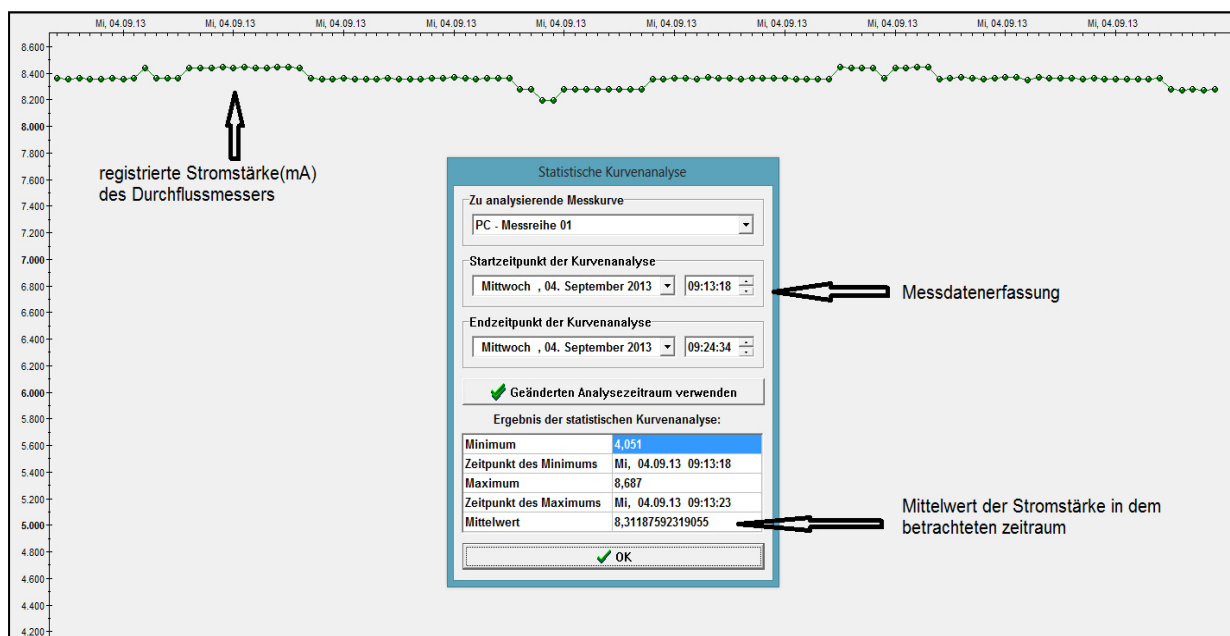 Mi, 04.09.13 Mi, 04.09.13 Mi, 04.09.13 Mi, 04.09.13 Mi, 04.09.13 Mi, 04.09.13 Mi, 04.09.13 Mi, 04.09.13 Mi, 04.09.13 Mi, 04.09.13
8.600
8.400
8.200
8.000
7.800
7.600
7.400
7.200
7.000
6.800
6.600
6.400
6.200
6.000
5.800
5.600
5.400
5.200
5.000
4.800
4.600
4.400
4.200
registrierte Stromstärke(mA)
des Durchflussmessers
Statistische Kurvenanalyse
Zu analysierende Messkurve
PC - Messreihe 01
Startzeitpunkt der Kurvenanalyse
Mittwoch , 04. September 2013 09:13:18
Messdatenerfassung
Endzeitpunkt der Kurvenanalyse
Mittwoch , 04. September 2013 09:24:34
Geänderten Analysezeitraum verwenden
Ergebnis der statistischen Kurvenanalyse:
Minimum 4,051
Zeitpunkt des Minimums Mi, 04.09.13 09:13:18
Maximum 8,687
Zeitpunkt des Maximums Mi, 04.09.13 09:13:23
Mittelwert 8,31187592319055
Mittelwert der Stromstärke in dem
betrachteten zeitraum
OK